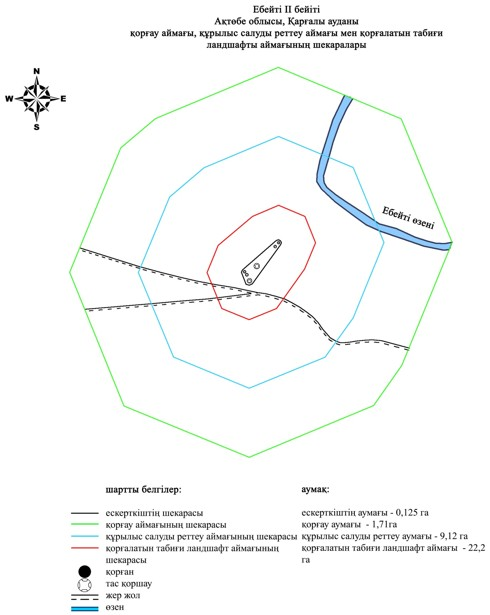 Ебейті II бейіті
Ақтөбе облысы, Қарғалы ауданы
қорғау аймағы, құрылыс салуды реттеу аймағы мен қорғалатын табиғи
ландшафты аймағының шекаралары
N
W E
S
Ебейті өзені
шартты белгілер:
ескерткіштің шекарасы
қорғау аймағының шекарасы
құрылыс салуды реттеу аймағының шекарасы
қорғалатын табиғи ландшафт аймағының
шекарасы
қорған
тас қоршау
жер жол
өзен
аумақ:
ескерткіштің аумағы - 0,125 га
қорғау аумағы - 1,71га
құрылыс салуды реттеу аумағы - 9,12 га
қорғалатын табиғи ландшафт аймағы - 22,2
га